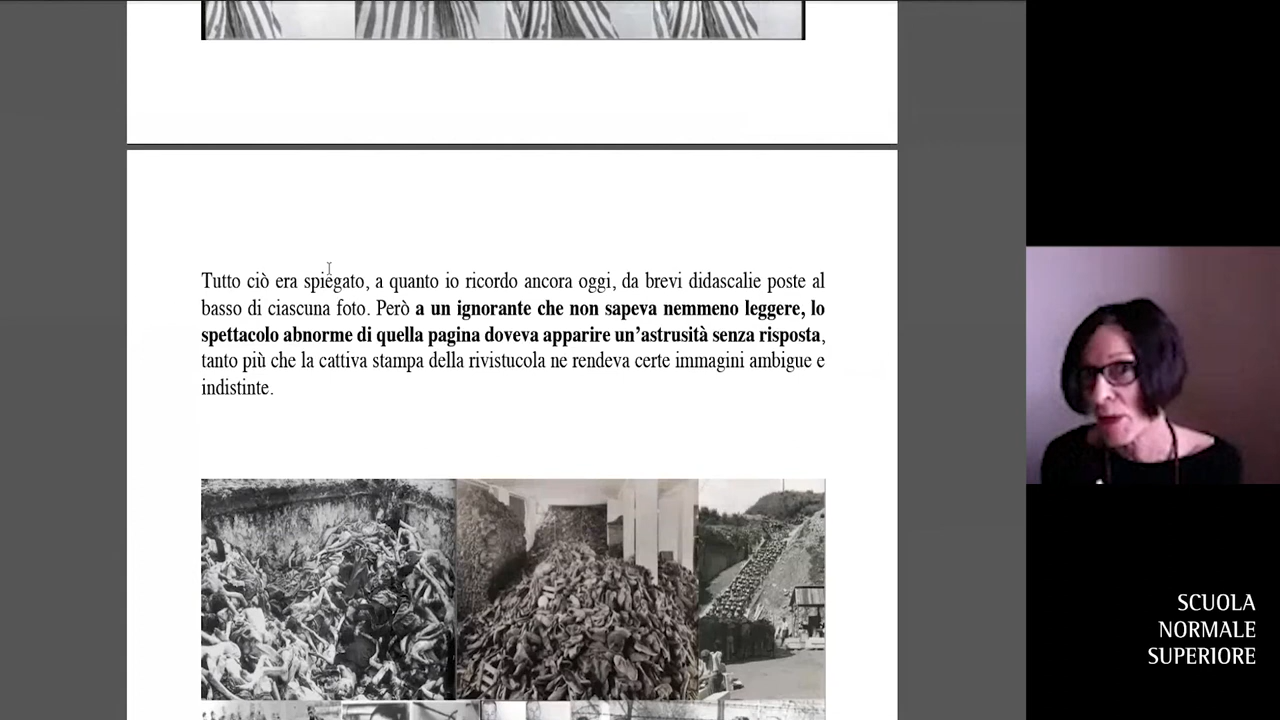 Tutto ciò era spiegato, a quanto io ricordo ancora oggi, da brevi didascalie poste al
basso di ciascuna foto. Però a un ignorante che non sapeva nemmeno leggere, lo
spettacolo abnorme di quella pagina doveva apparire un’astrusità senza risposta,
tanto più che la cattiva stampa della rivistucola ne rendeva certe immagini ambigue e
indistinte.
SCUOLA
NORMALE
SUPERIORE